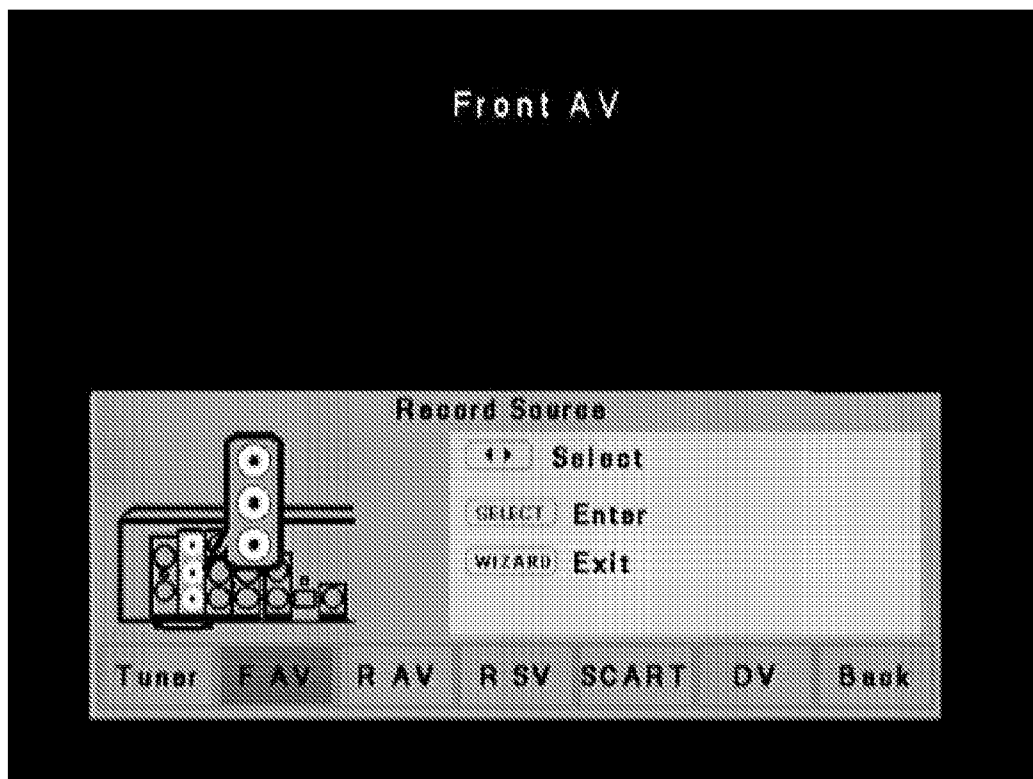 Front AV
Record Source
Select
SELECT Enter
WIZARD Exit
Tuner F AV R AV R SV SCART DV Back